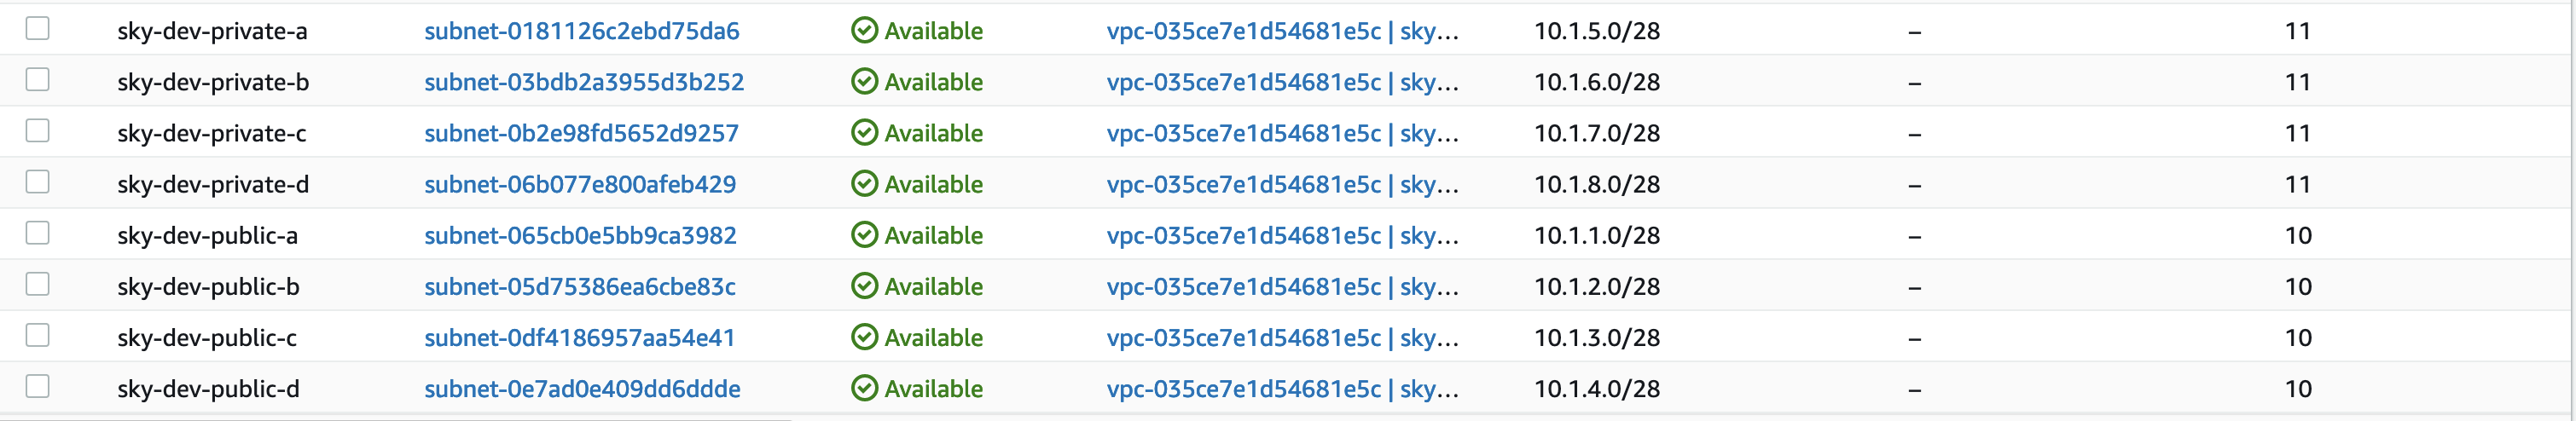 sky-dev-private-a subnet-0181126c2ebd75da6 Available vpc-035ce7e1d54681e5c | sky... 10.1.5.0/28 – 11
sky-dev-private-b subnet-03bdb2a3955d3b252 Available vpc-035ce7e1d54681e5c | sky... 10.1.6.0/28 – 11
sky-dev-private-c subnet-0b2e98fd5652d9257 Available vpc-035ce7e1d54681e5c | sky... 10.1.7.0/28 – 11
sky-dev-private-d subnet-06b077e800afeb429 Available vpc-035ce7e1d54681e5c | sky... 10.1.8.0/28 – 11
sky-dev-public-a subnet-065cb0e5bb9ca3982 Available vpc-035ce7e1d54681e5c | sky... 10.1.1.0/28 – 10
sky-dev-public-b subnet-05d75386ea6cbe83c Available vpc-035ce7e1d54681e5c | sky... 10.1.2.0/28 – 10
sky-dev-public-c subnet-0df4186957aa54e41 Available vpc-035ce7e1d54681e5c | sky... 10.1.3.0/28 – 10
sky-dev-public-d subnet-0e7ad0e409dd6ddde Available vpc-035ce7e1d54681e5c | sky... 10.1.4.0/28 – 10